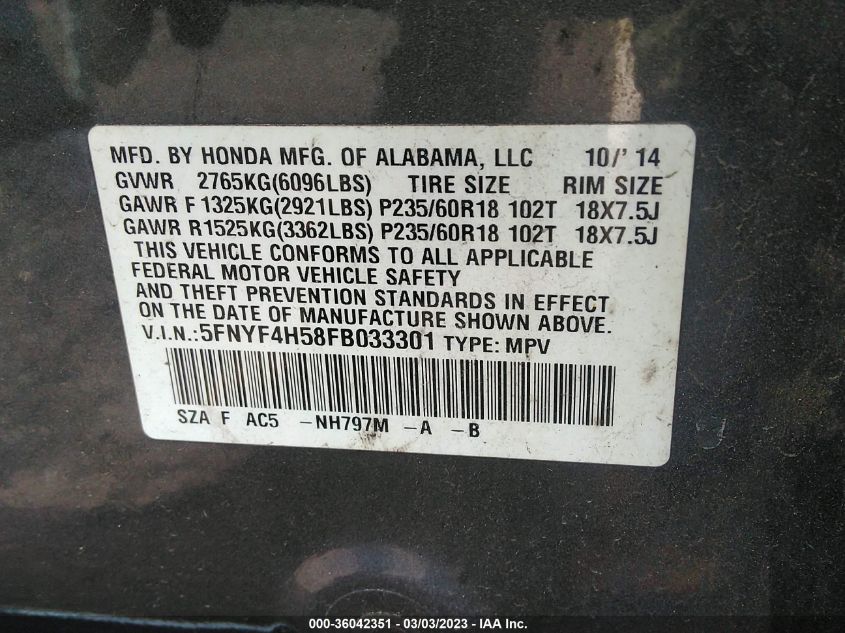 MFD. BY HONDA MFG. OF ALABAMA, LLC 10/' 14
GVWR 2765KG(6096LBS) TIRE SIZE RIM SIZE
GAWR F 1325KG(2921LBS) P235/60R18 102T 18X7.5J
GAWR R1525KG(3362LBS) P235/60R18 102T 18X7.5J
THIS VEHICLE CONFORMS TO ALL APPLICABLE
FEDERAL MOTOR VEHICLE SAFETY
AND THEFT PREVENTION STANDARDS IN EFFECT
ON THE DATE OF MANUFACTURE SHOWN ABOVE.
V.I.N.:5FNYF4H58FB033301 TYPE: MPV
SZA F AC5 -NH797M -A -B
000-36042351 — 03/03/2023 — IAA Inc.